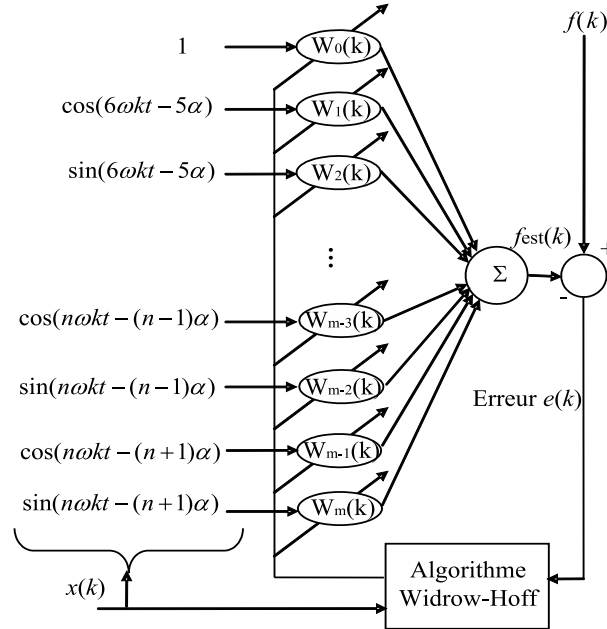 f(k)
1
W₀(k)
cos(6ωkt − 5α)
W₁(k)
sin(6ωkt − 5α)
W₂(k)
...
fest(k)
+
Σ
-
cos(nωkt − (n − 1)α)
Wₘ₋₃(k)
sin(nωkt − (n − 1)α)
Wₘ₋₂(k)
Erreur e(k)
cos(nωkt − (n + 1)α)
Wₘ₋₁(k)
sin(nωkt − (n + 1)α)
Wₘ(k)
x(k)
Algorithme
Widrow-Hoff